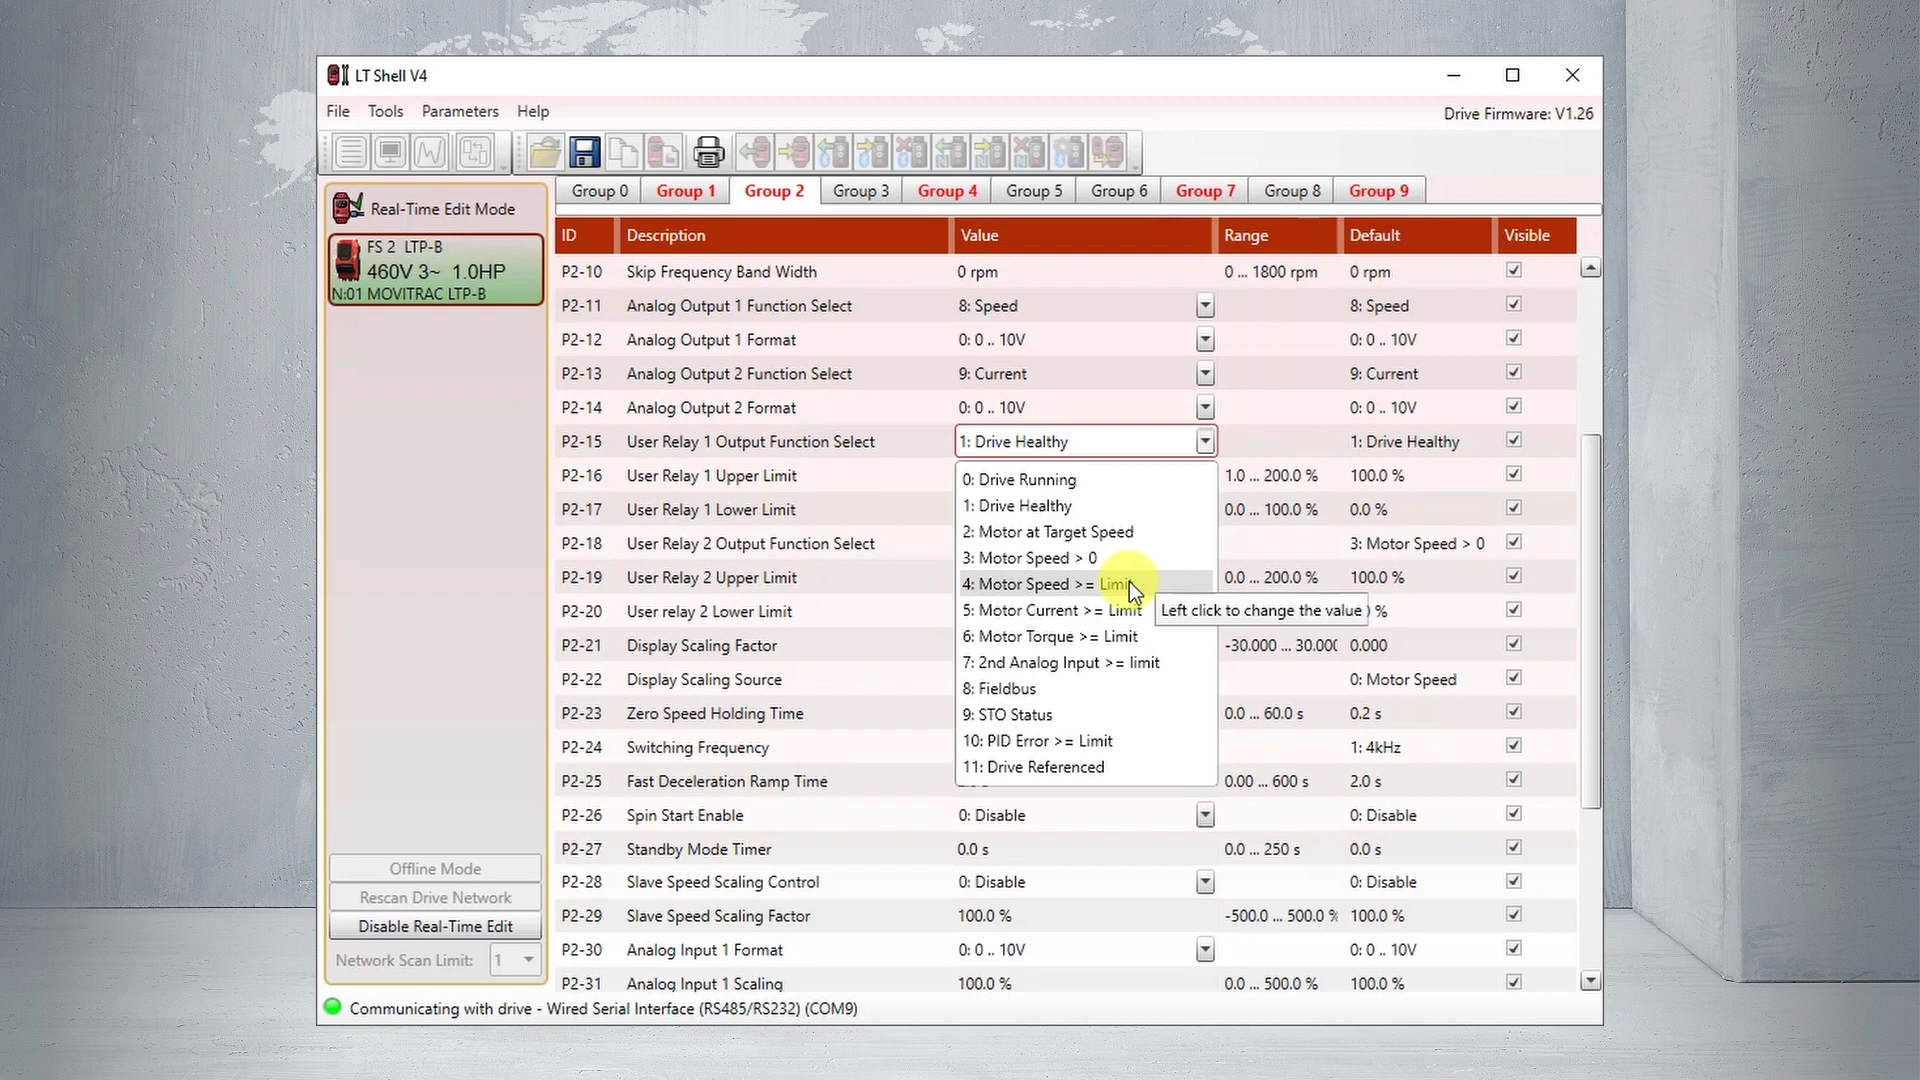 LT Shell V4
File Tools Parameters Help
Drive Firmware: V1.26
Real-Time Edit Mode
FS 2 LTP-B
460V 3~ 1.0HP
N:01 MOVITRAC LTP-B
Offline Mode
Rescan Drive Network
Disable Real-Time Edit
Network Scan Limit: 1
Group 0 Group 1 Group 2 Group 3 Group 4 Group 5 Group 6 Group 7 Group 8 Group 9
ID Description Value Range Default Visible
P2-10 Skip Frequency Band Width 0 rpm 0 ... 1800 rpm 0 rpm
P2-11 Analog Output 1 Function Select 8: Speed 8: Speed
P2-12 Analog Output 1 Format 0: 0 .. 10V 0: 0 .. 10V
P2-13 Analog Output 2 Function Select 9: Current 9: Current
P2-14 Analog Output 2 Format 0: 0 .. 10V 0: 0 .. 10V
P2-15 User Relay 1 Output Function Select 1: Drive Healthy 1: Drive Healthy
P2-16 User Relay 1 Upper Limit 1.0 ... 200.0 % 100.0 %
P2-17 User Relay 1 Lower Limit 0.0 ... 100.0 % 0.0 %
P2-18 User Relay 2 Output Function Select 3: Motor Speed > 0
P2-19 User Relay 2 Upper Limit 0.0 ... 200.0 % 100.0 %
P2-20 User relay 2 Lower Limit %
P2-21 Display Scaling Factor -30.000 ... 30.000 0.000
P2-22 Display Scaling Source 0: Motor Speed
P2-23 Zero Speed Holding Time 0.0 ... 60.0 s 0.2 s
P2-24 Switching Frequency 1: 4kHz
P2-25 Fast Deceleration Ramp Time 0.00 ... 600 s 2.0 s
P2-26 Spin Start Enable 0: Disable 0: Disable
P2-27 Standby Mode Timer 0.0 s 0.0 ... 250 s 0.0 s
P2-28 Slave Speed Scaling Control 0: Disable 0: Disable
P2-29 Slave Speed Scaling Factor 100.0 % -500.0 ... 500.0 % 100.0 %
P2-30 Analog Input 1 Format 0: 0 .. 10V 0: 0 .. 10V
P2-31 Analog Input 1 Scaling 100.0 % 0.0 ... 500.0 % 100.0 %
0: Drive Running
1: Drive Healthy
2: Motor at Target Speed
3: Motor Speed > 0
4: Motor Speed >= Limit
5: Motor Current >= Limit
6: Motor Torque >= Limit
7: 2nd Analog Input >= limit
8: Fieldbus
9: STO Status
10: PID Error >= Limit
11: Drive Referenced
Left click to change the value
Communicating with drive - Wired Serial Interface (RS485/RS232) (COM9)